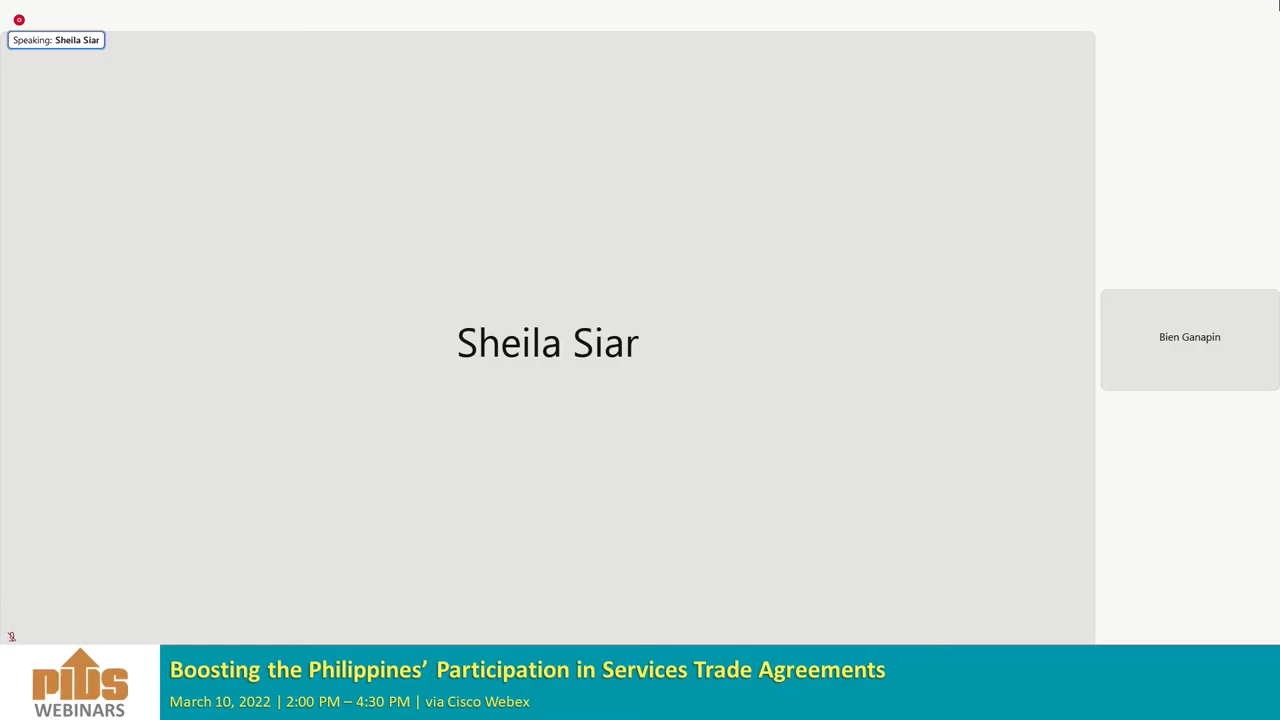 Speaking: Sheila Siar
Sheila Siar
Bien Ganapin
PIDS
WEBINARS
Boosting the Philippines’ Participation in Services Trade Agreements
March 10, 2022 | 2:00 PM – 4:30 PM | via Cisco Webex